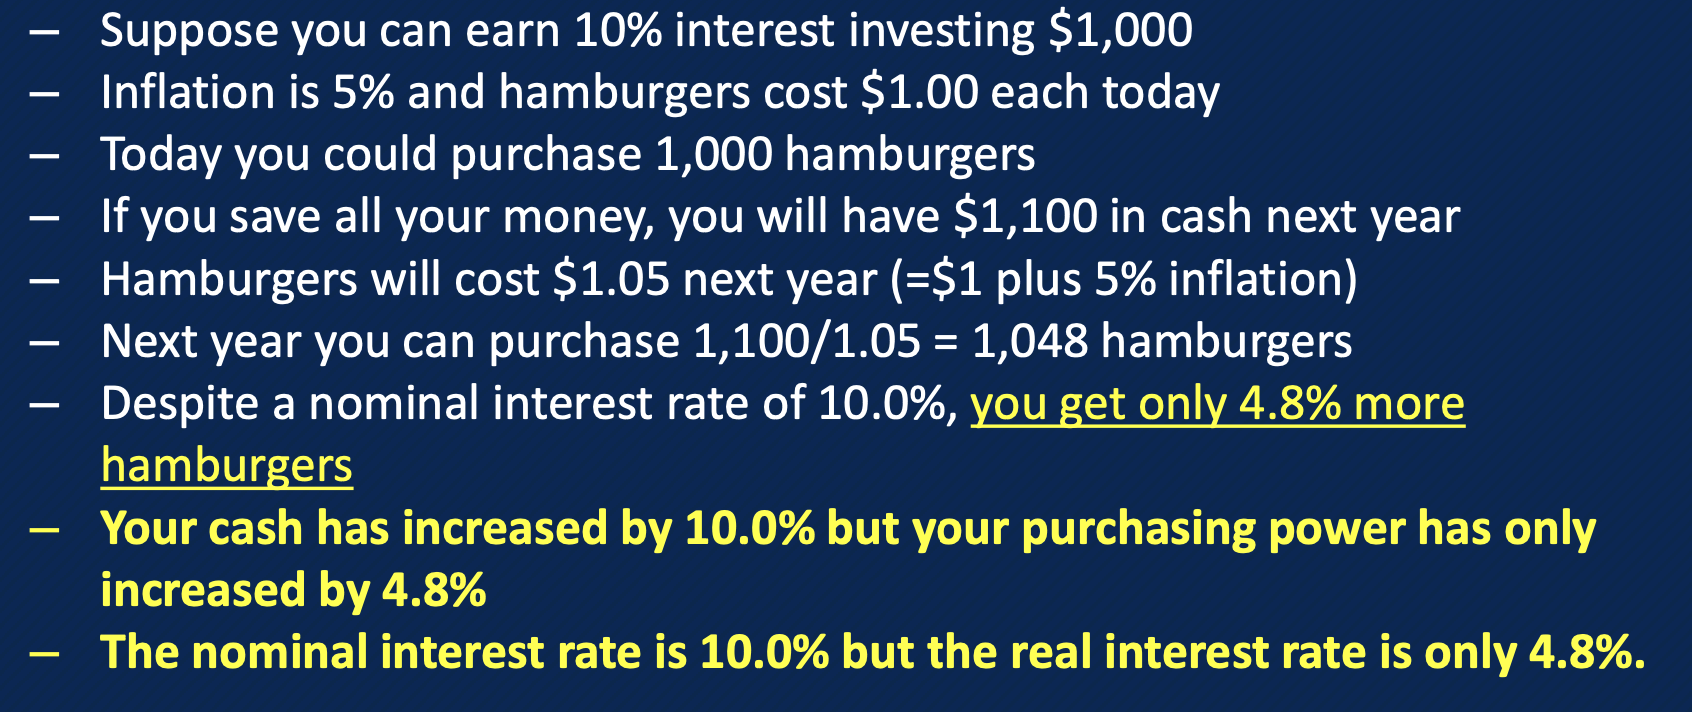 – Suppose you can earn 10% interest investing $1,000
– Inflation is 5% and hamburgers cost $1.00 each today
– Today you could purchase 1,000 hamburgers
– If you save all your money, you will have $1,100 in cash next year
– Hamburgers will cost $1.05 next year (=$1 plus 5% inflation)
– Next year you can purchase 1,100/1.05 = 1,048 hamburgers
– Despite a nominal interest rate of 10.0%, you get only 4.8% more
hamburgers
– Your cash has increased by 10.0% but your purchasing power has only
increased by 4.8%
– The nominal interest rate is 10.0% but the real interest rate is only 4.8%.